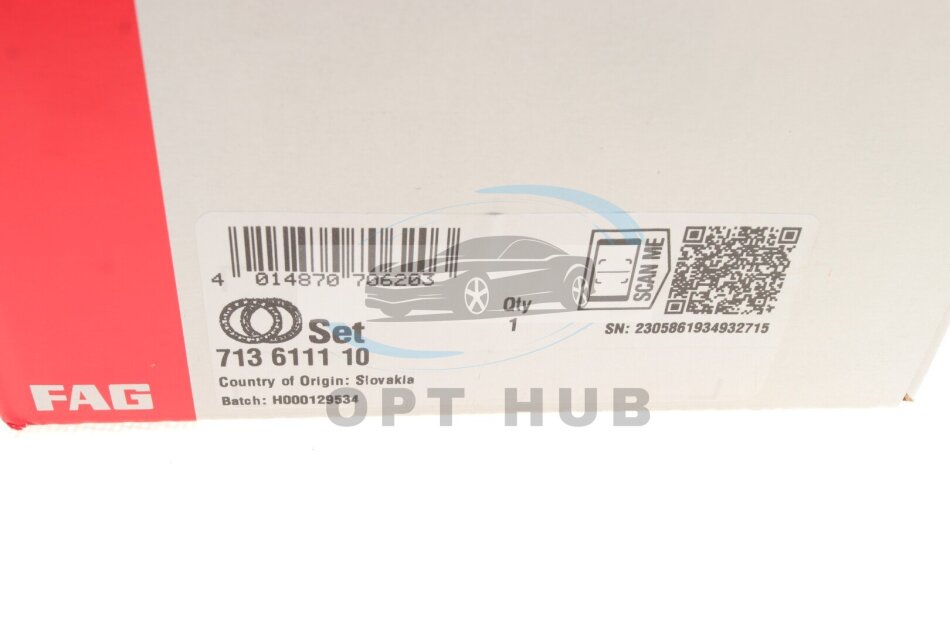 4 014870 706203
Set
713 6111 10
Country of Origin: Slovakia
Batch: H000129534
Qty
1
SCAN ME
SN: 2305861934932715
FAG
OPT HUB